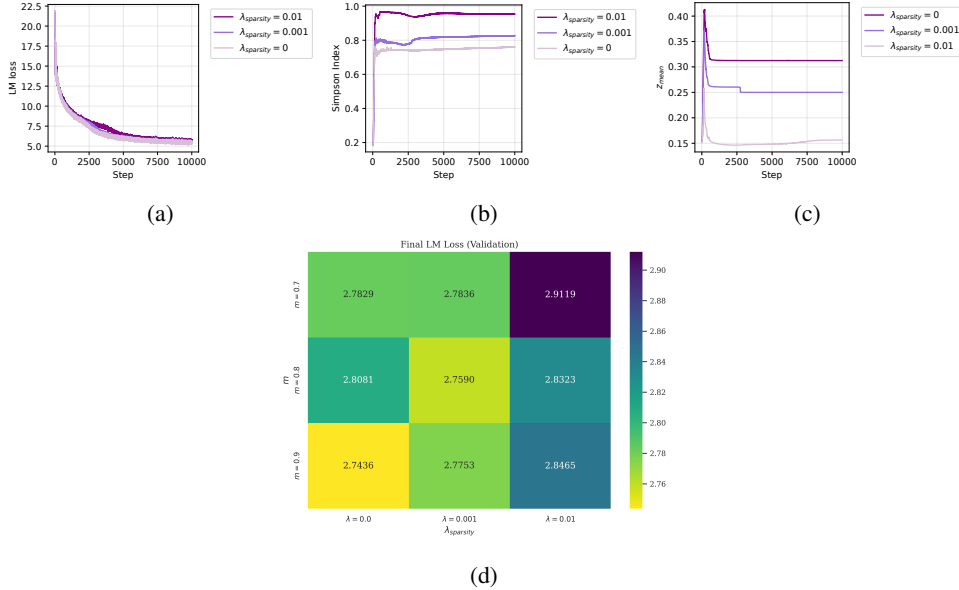 22.5
20.0
17.5
15.0
12.5
10.0
7.5
5.0
LM loss
0 2500 5000 7500 10000
Step
λsparsity = 0.01
λsparsity = 0.001
λsparsity = 0
(a)
1.0
0.8
0.6
0.4
0.2
Simpson Index
0 2500 5000 7500 10000
Step
λsparsity = 0.01
λsparsity = 0.001
λsparsity = 0
(b)
0.40
0.35
0.30
0.25
0.20
0.15
zmean
0 2500 5000 7500 10000
Step
λsparsity = 0
λsparsity = 0.001
λsparsity = 0.01
(c)
Final LM Loss (Validation)
m = 0.7
2.7829 2.7836 2.9119
m
m = 0.8
2.8081 2.7590 2.8323
m = 0.9
2.7436 2.7753 2.8465
λ = 0.0 λ = 0.001 λ = 0.01
λsparsity
2.90
2.88
2.86
2.84
2.82
2.80
2.78
2.76
(d)